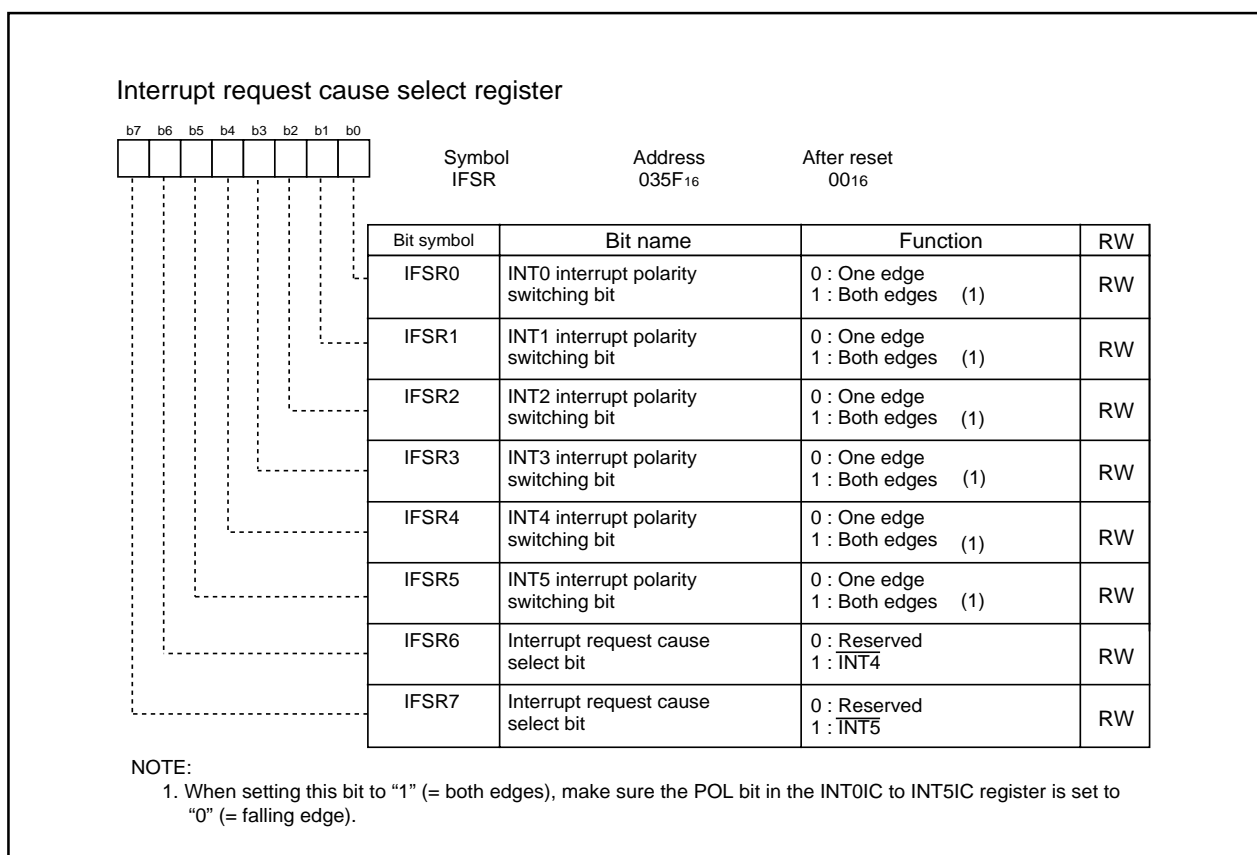 Interrupt request cause select register
b7 b6 b5 b4 b3 b2 b1 b0
Symbol Address After reset
IFSR 035F16 0016
Bit symbol Bit name Function RW
IFSR0 INT0 interrupt polarity switching bit 0 : One edge 1 : Both edges (1) RW
IFSR1 INT1 interrupt polarity switching bit 0 : One edge 1 : Both edges (1) RW
IFSR2 INT2 interrupt polarity switching bit 0 : One edge 1 : Both edges (1) RW
IFSR3 INT3 interrupt polarity switching bit 0 : One edge 1 : Both edges (1) RW
IFSR4 INT4 interrupt polarity switching bit 0 : One edge 1 : Both edges (1) RW
IFSR5 INT5 interrupt polarity switching bit 0 : One edge 1 : Both edges (1) RW
IFSR6 Interrupt request cause select bit 0 : Reserved 1 : INT4 RW
IFSR7 Interrupt request cause select bit 0 : Reserved 1 : INT5 RW
NOTE:
1. When setting this bit to “1” (= both edges), make sure the POL bit in the INT0IC to INT5IC register is set to
“0” (= falling edge).